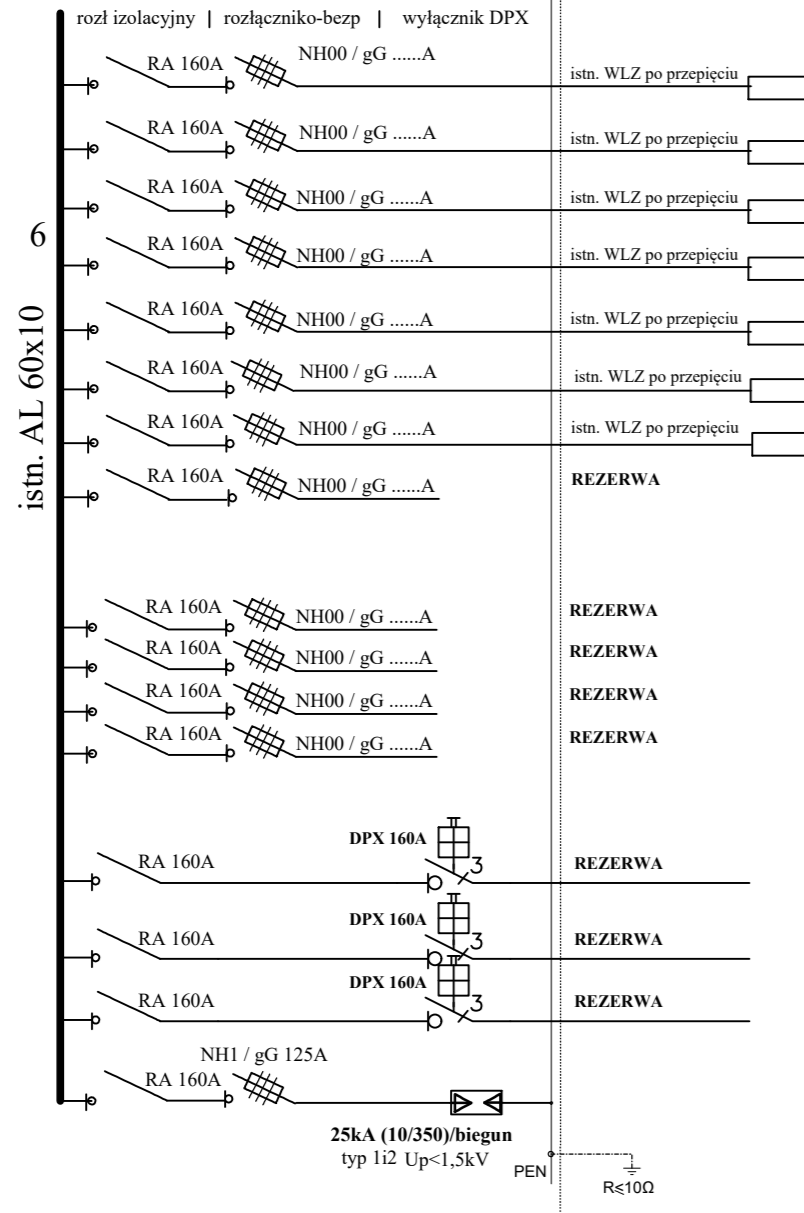 rozł izolacyjny | rozłączniko-bezp | wyłącznik DPX
RA 160A NH00 / gG ......A istn. WLZ po przepięciu
RA 160A NH00 / gG ......A istn. WLZ po przepięciu
RA 160A NH00 / gG ......A istn. WLZ po przepięciu
6
RA 160A NH00 / gG ......A istn. WLZ po przepięciu
istn. AL 60x10
RA 160A NH00 / gG ......A istn. WLZ po przepięciu
RA 160A NH00 / gG ......A istn. WLZ po przepięciu
RA 160A NH00 / gG ......A istn. WLZ po przepięciu
RA 160A NH00 / gG ......A REZERWA
RA 160A NH00 / gG ......A REZERWA
RA 160A NH00 / gG ......A REZERWA
RA 160A NH00 / gG ......A REZERWA
RA 160A NH00 / gG ......A REZERWA
DPX 160A
RA 160A 3 REZERWA
DPX 160A
RA 160A 3 REZERWA
DPX 160A
RA 160A 3 REZERWA
NH1 / gG 125A
RA 160A
25kA (10/350)/biegun
typ 1i2 Up<1,5kV
PEN
R⩽10Ω